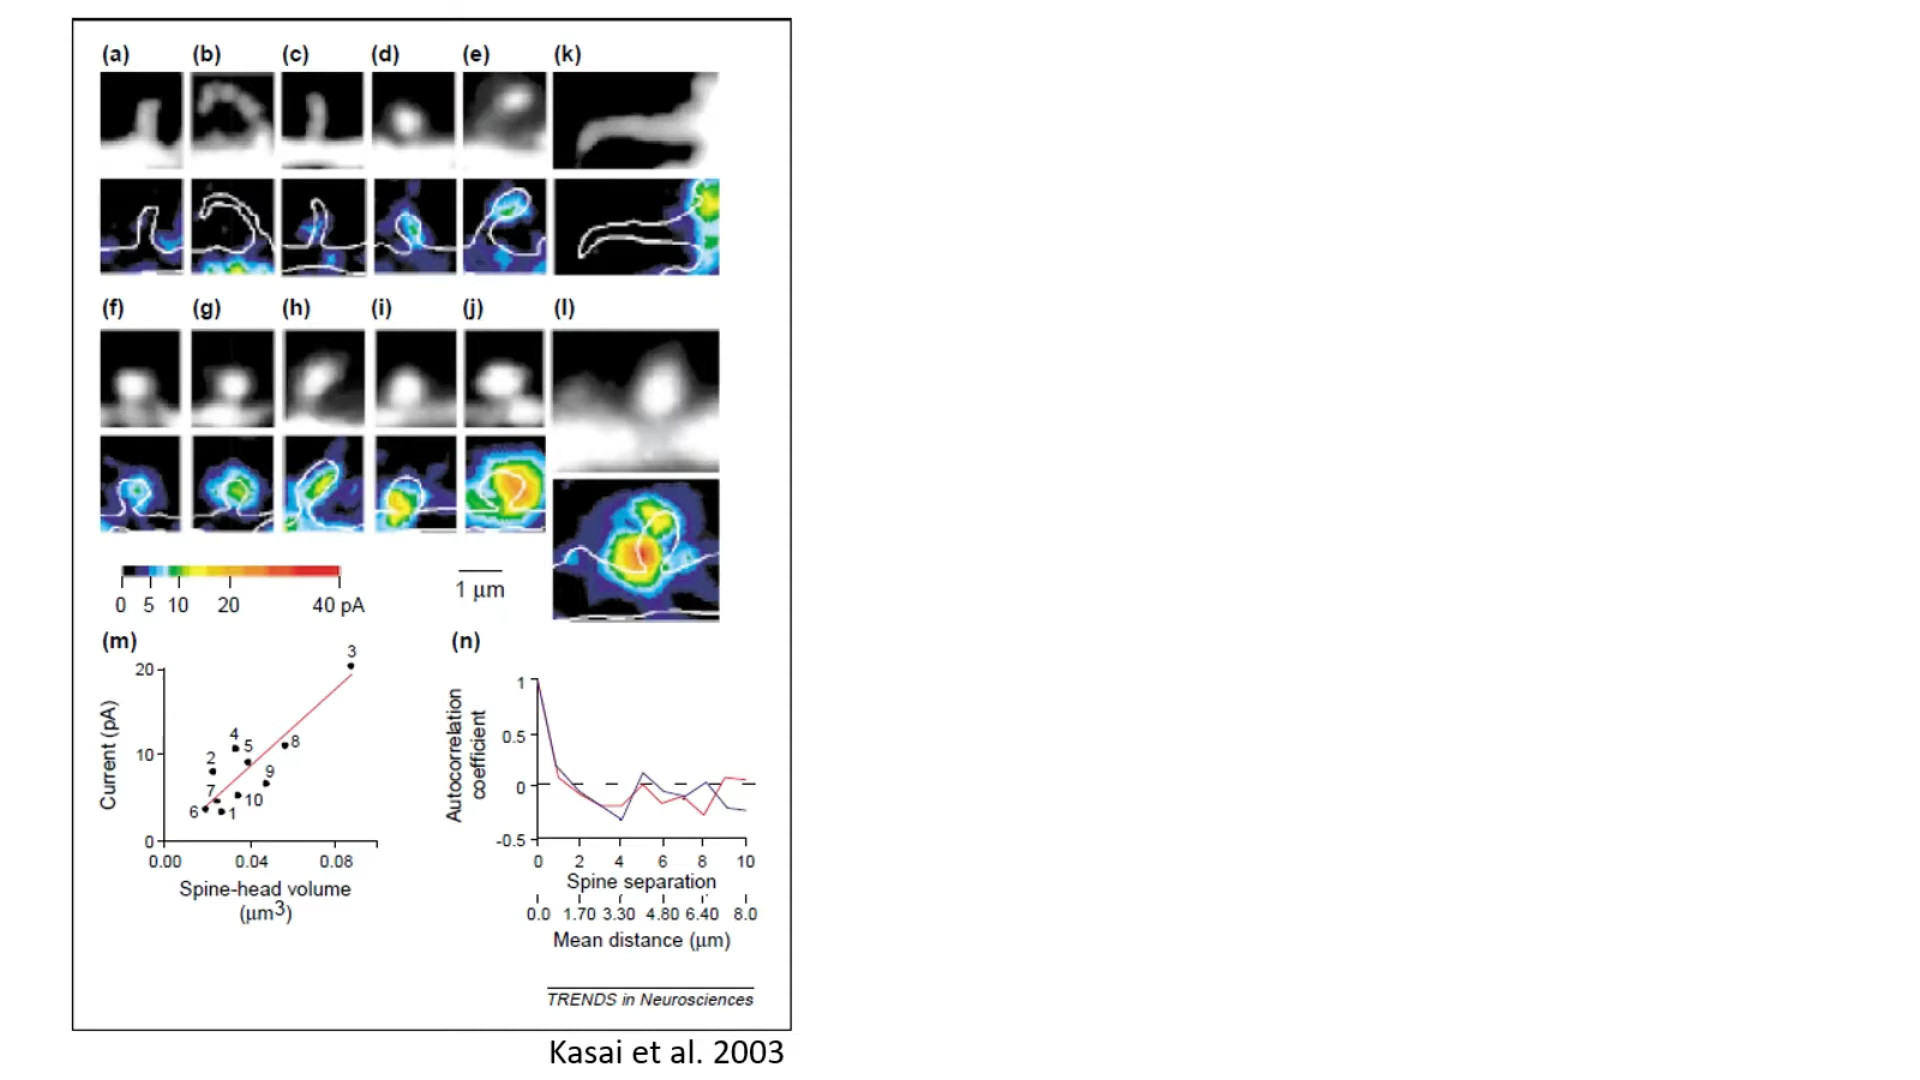 (a) (b) (c) (d) (e) (k)
(f) (g) (h) (i) (j) (l)
0 5 10 20 40 pA
1 μm
(m)
20
10
0
Current (pA)
3
4
5
8
2
9
7
10
6
1
0.00 0.04 0.08
Spine-head volume
(μm3)
(n)
Autocorrelation
coefficient
1
0.5
0
-0.5
0 2 4 6 8 10
Spine separation
0.0 1.70 3.30 4.80 6.40 8.0
Mean distance (μm)
TRENDS in Neurosciences
Kasai et al. 2003